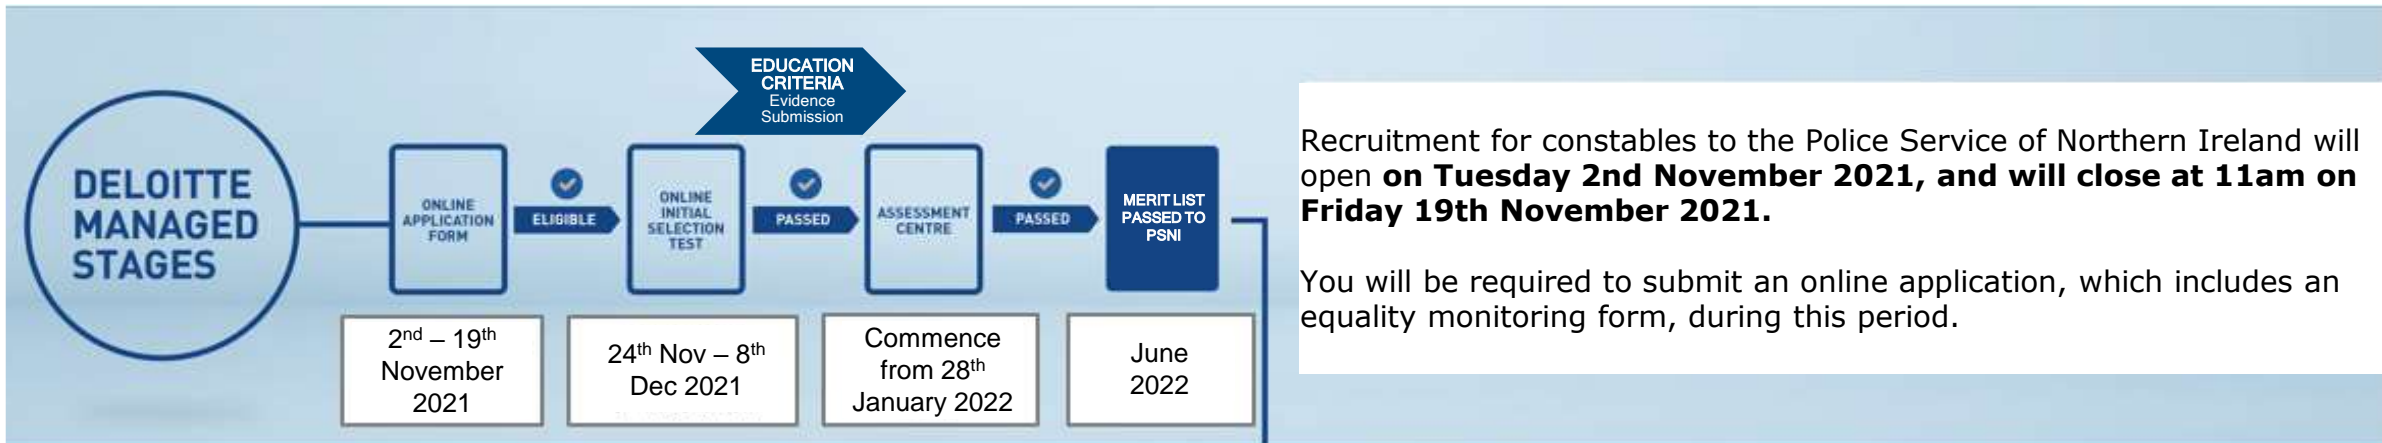 EDUCATION
CRITERIA
Evidence
Submission
DELOITTE
MANAGED
STAGES
ONLINE
APPLICATION
FORM
ELIGIBLE
ONLINE
INITIAL
SELECTION
TEST
PASSED
ASSESSMENT
CENTRE
PASSED
MERIT LIST
PASSED TO
PSNI
2nd – 19th
November
2021
24th Nov – 8th
Dec 2021
Commence
from 28th
January 2022
June
2022
Recruitment for constables to the Police Service of Northern Ireland will
open on Tuesday 2nd November 2021, and will close at 11am on
Friday 19th November 2021.
You will be required to submit an online application, which includes an
equality monitoring form, during this period.